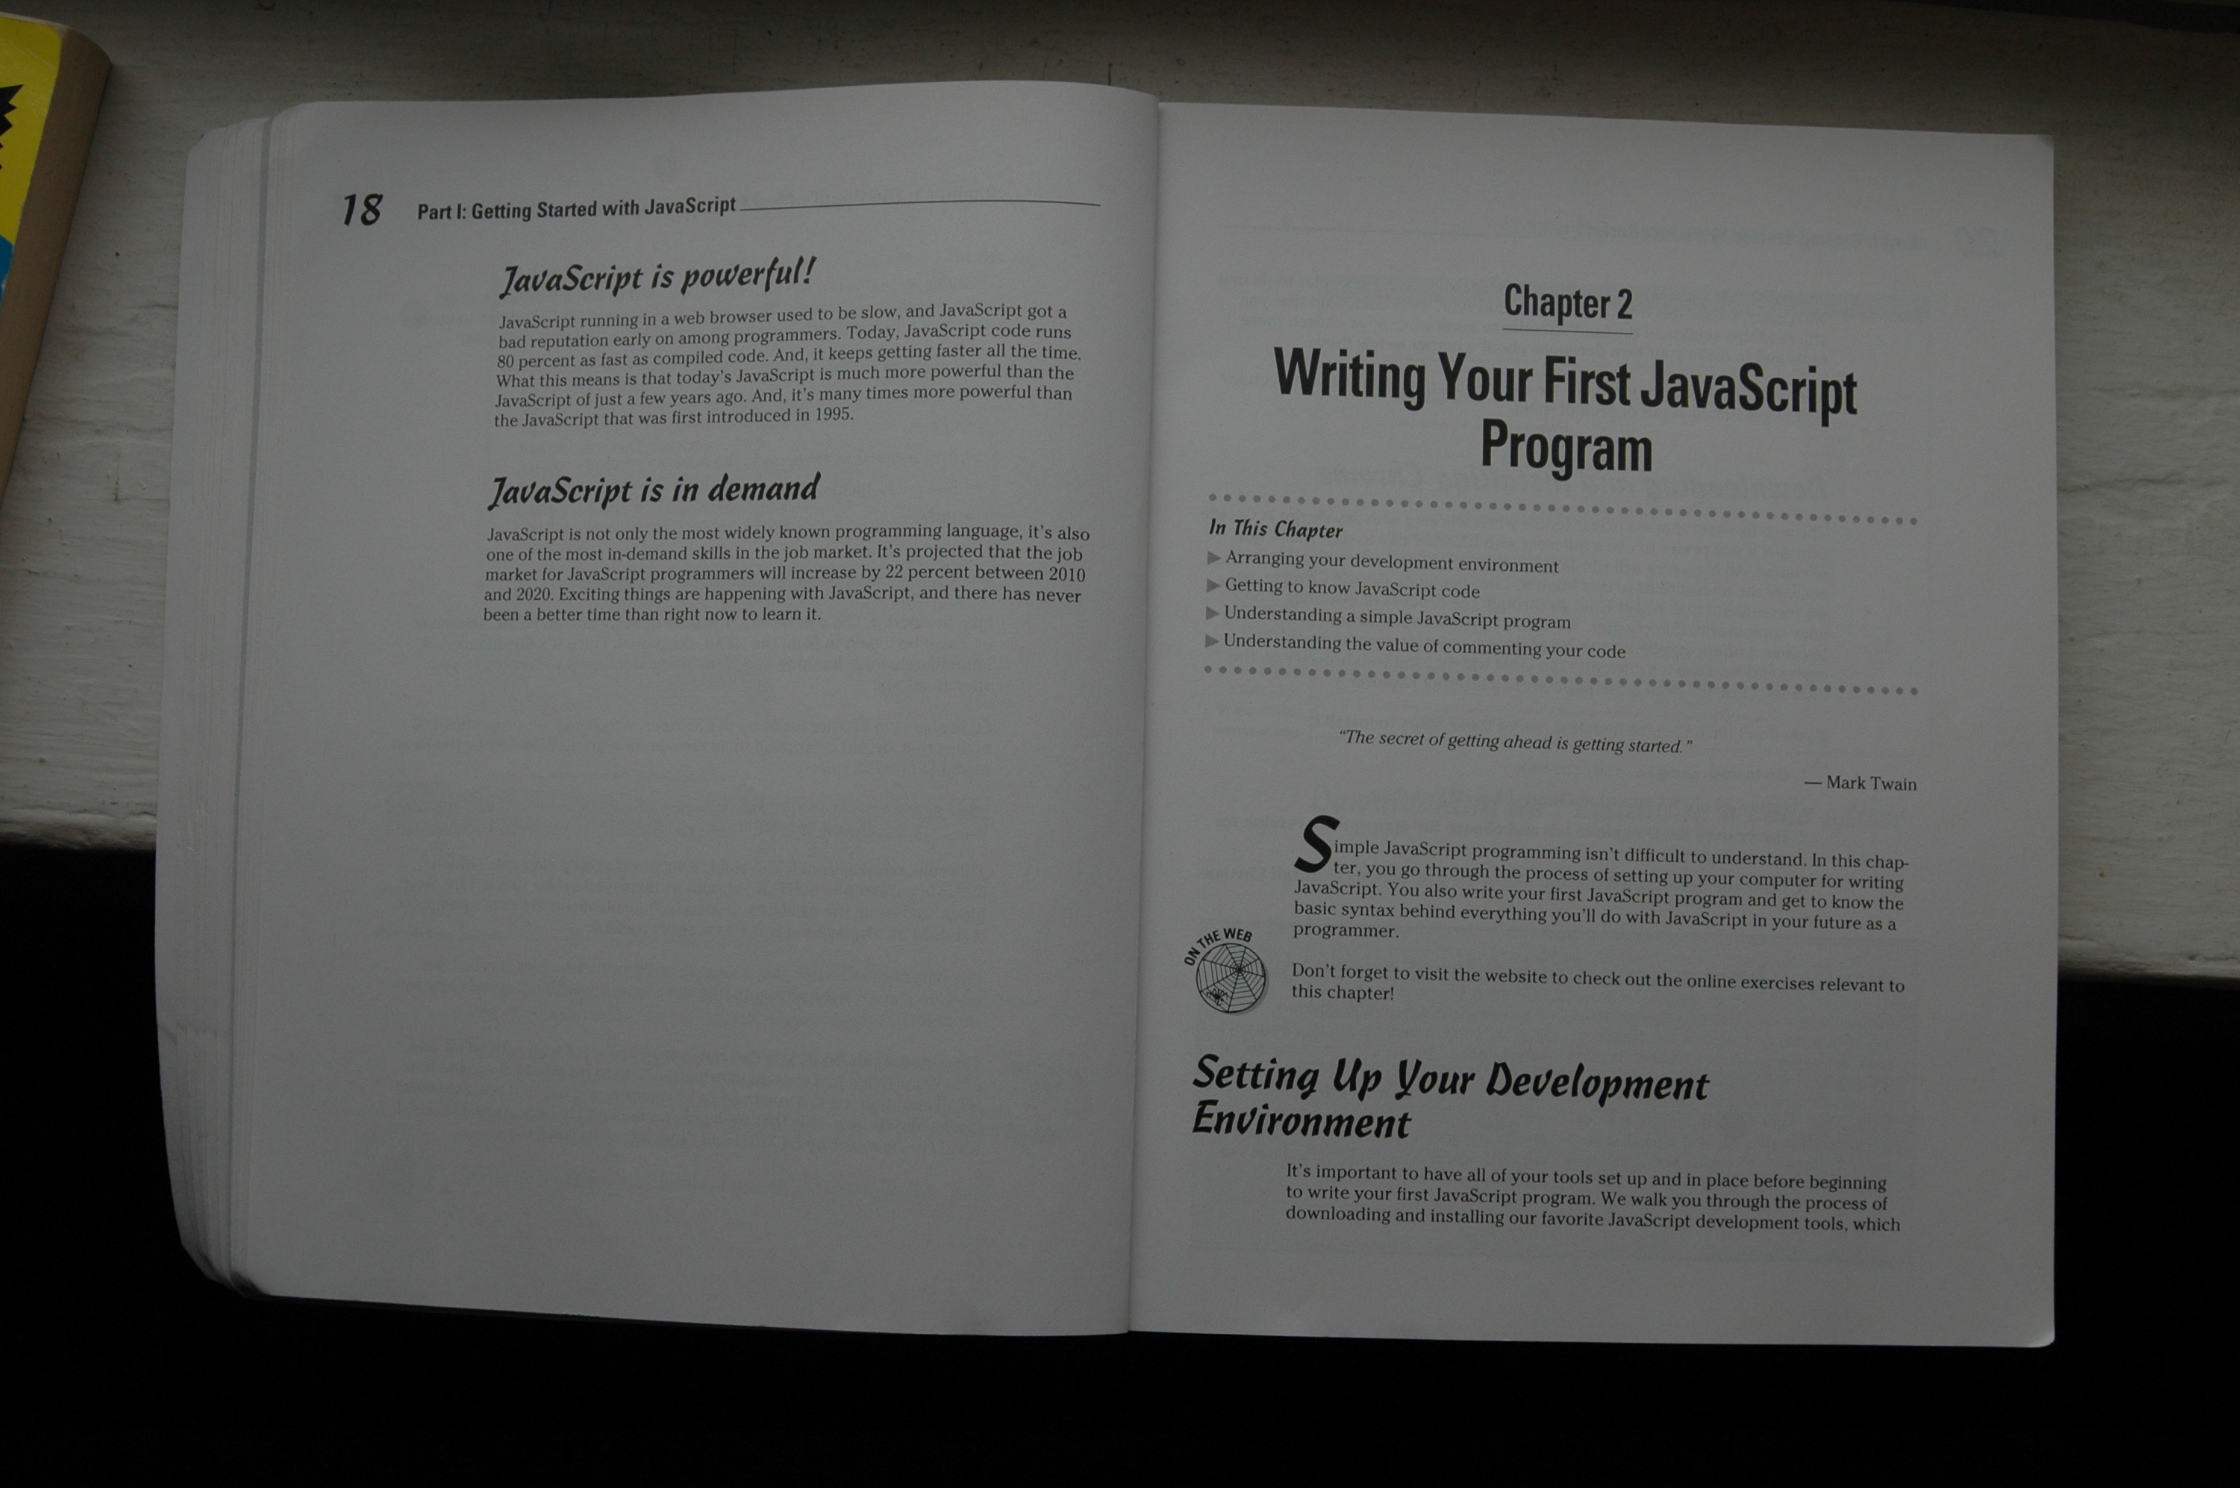 18 Part I: Getting Started with JavaScript
JavaScript is powerful!
JavaScript running in a web browser used to be slow, and JavaScript got a
bad reputation early on among programmers. Today, JavaScript code runs
80 percent as fast as compiled code. And, it keeps getting faster all the time.
What this means is that today's JavaScript is much more powerful than the
JavaScript of just a few years ago. And, it's many times more powerful than
the JavaScript that was first introduced in 1995.
JavaScript is in demand
JavaScript is not only the most widely known programming language, it's also
one of the most in-demand skills in the job market. It's projected that the job
market for JavaScript programmers will increase by 22 percent between 2010
and 2020. Exciting things are happening with JavaScript, and there has never
been a better time than right now to learn it.
Chapter 2
Writing Your First JavaScript
Program
In This Chapter
▶ Arranging your development environment
▶ Getting to know JavaScript code
▶ Understanding a simple JavaScript program
▶ Understanding the value of commenting your code
“The secret of getting ahead is getting started.”
— Mark Twain
Simple JavaScript programming isn't difficult to understand. In this chap-
ter, you go through the process of setting up your computer for writing
JavaScript. You also write your first JavaScript program and get to know the
basic syntax behind everything you'll do with JavaScript in your future as a
programmer.
ON THE WEB
Don't forget to visit the website to check out the online exercises relevant to
this chapter!
Setting Up Your Development
Environment
It's important to have all of your tools set up and in place before beginning
to write your first JavaScript program. We walk you through the process of
downloading and installing our favorite JavaScript development tools, which